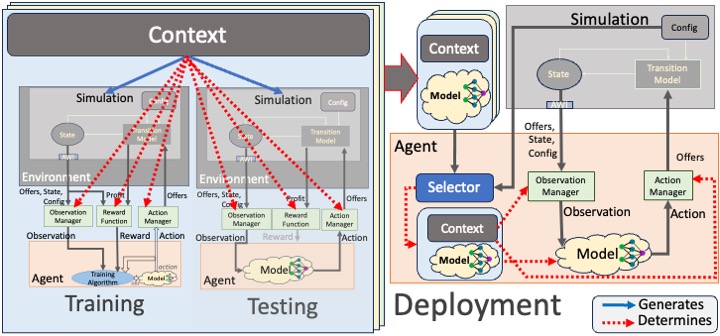 Context
Simulation
Config
State
Transition
Model
AWI
Environment
Offers, State,
Config
Profit
Offers
Observation
Manager
Reward
Function
Action
Manager
Observation
Reward
Action
Agent
Training
Algorithm
action
Model
Training
Simulation
Config
State
Transition
Model
AWI
Environment
Offers, State,
Config
Profit
Offers
Observation
Manager
Reward
Function
Action
Manager
Observation
Reward
Action
Agent
Model
Testing
Context
Model
Simulation
Config
State
Transition
Model
AWI
Offers,
State,
Config
Agent
Offers
Selector
Observation
Manager
Action
Manager
Context
Model
Observation
Action
Model
Deployment
Generates
Determines